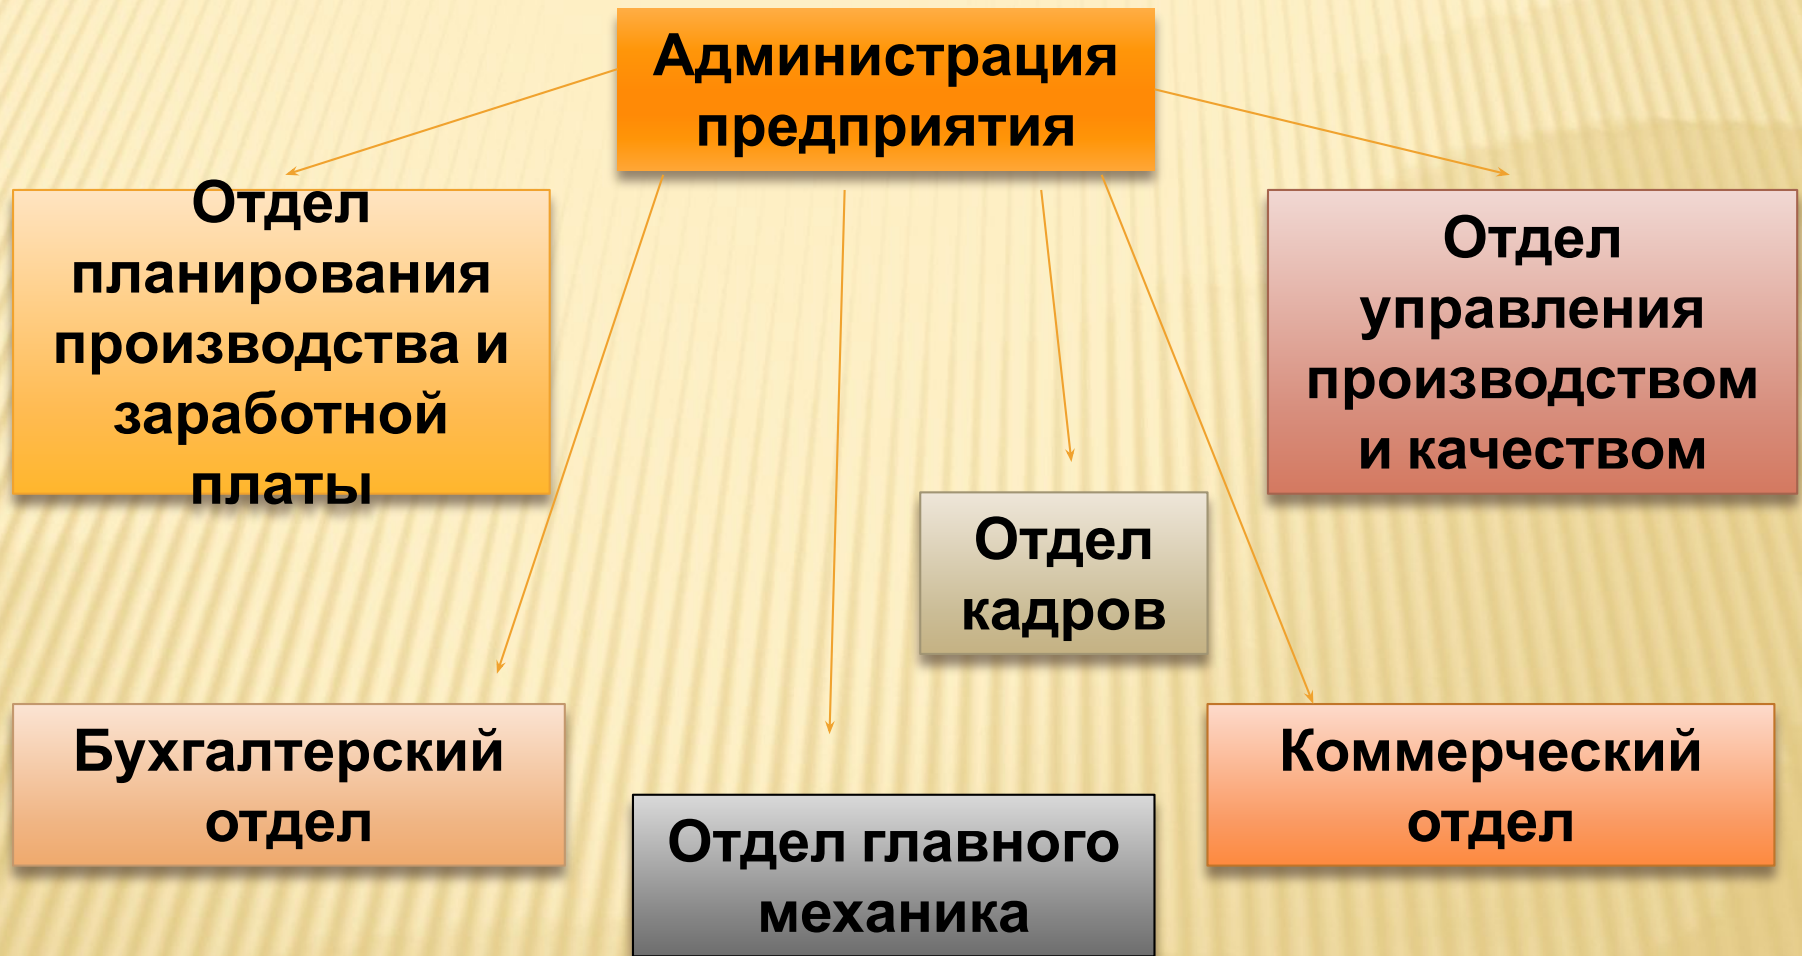 Администрация
предприятия
Отдел
планирования
производства и
заработной
платы
Отдел
управления
производством
и качеством
Отдел
кадров
Бухгалтерский
отдел
Коммерческий
отдел
Отдел главного
механика